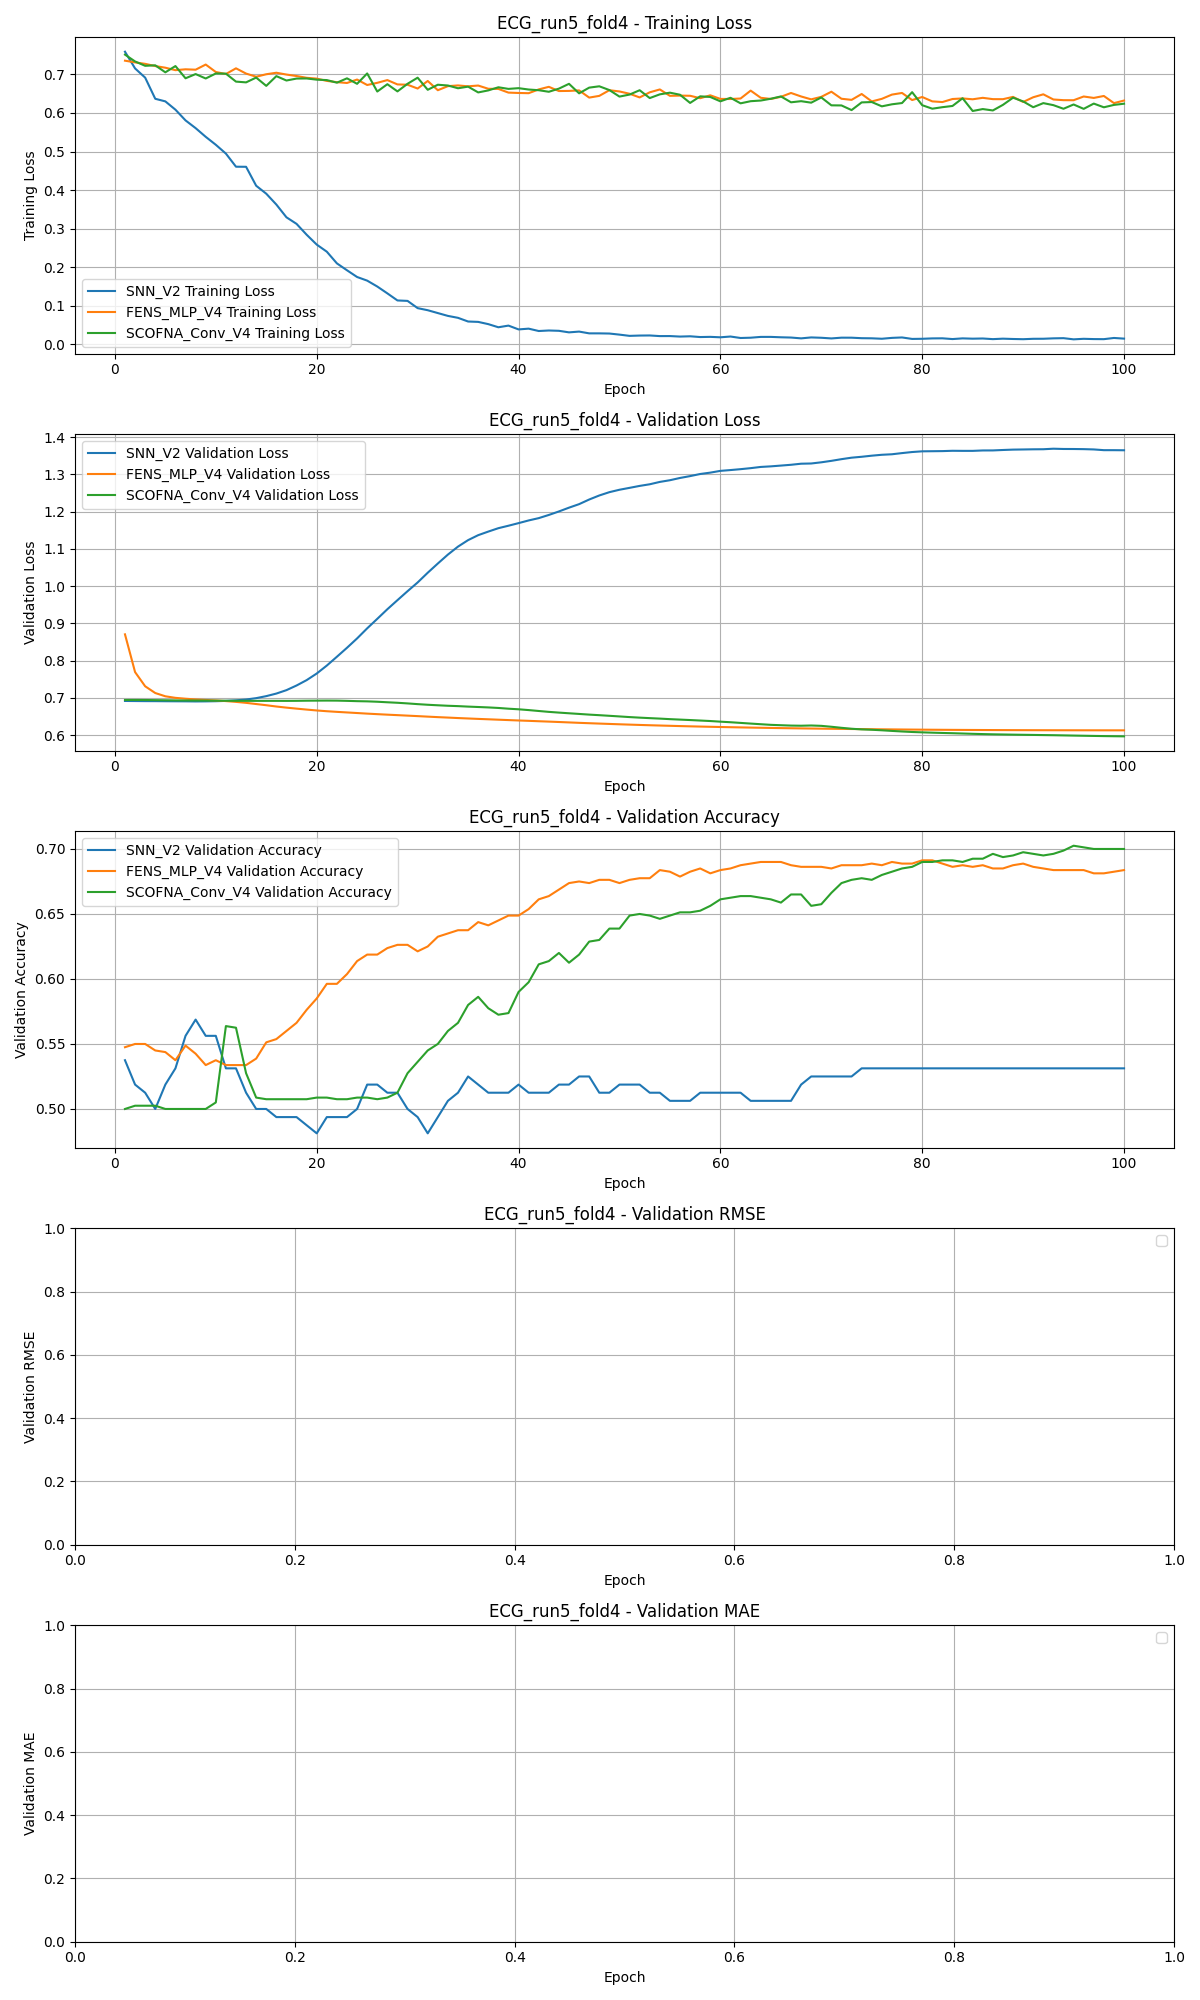 ECG_run5_fold4 - Training Loss
Training Loss
0.7
0.6
0.5
0.4
0.3
0.2
0.1
0.0
SNN_V2 Training Loss
FENS_MLP_V4 Training Loss
SCOFNA_Conv_V4 Training Loss
0 20 40 60 80 100
Epoch
ECG_run5_fold4 - Validation Loss
Validation Loss
1.4
1.3
1.2
1.1
1.0
0.9
0.8
0.7
0.6
SNN_V2 Validation Loss
FENS_MLP_V4 Validation Loss
SCOFNA_Conv_V4 Validation Loss
0 20 40 60 80 100
Epoch
ECG_run5_fold4 - Validation Accuracy
Validation Accuracy
0.70
0.65
0.60
0.55
0.50
SNN_V2 Validation Accuracy
FENS_MLP_V4 Validation Accuracy
SCOFNA_Conv_V4 Validation Accuracy
0 20 40 60 80 100
Epoch
ECG_run5_fold4 - Validation RMSE
Validation RMSE
1.0
0.8
0.6
0.4
0.2
0.0
0.0 0.2 0.4 0.6 0.8 1.0
Epoch
ECG_run5_fold4 - Validation MAE
Validation MAE
1.0
0.8
0.6
0.4
0.2
0.0
0.0 0.2 0.4 0.6 0.8 1.0
Epoch